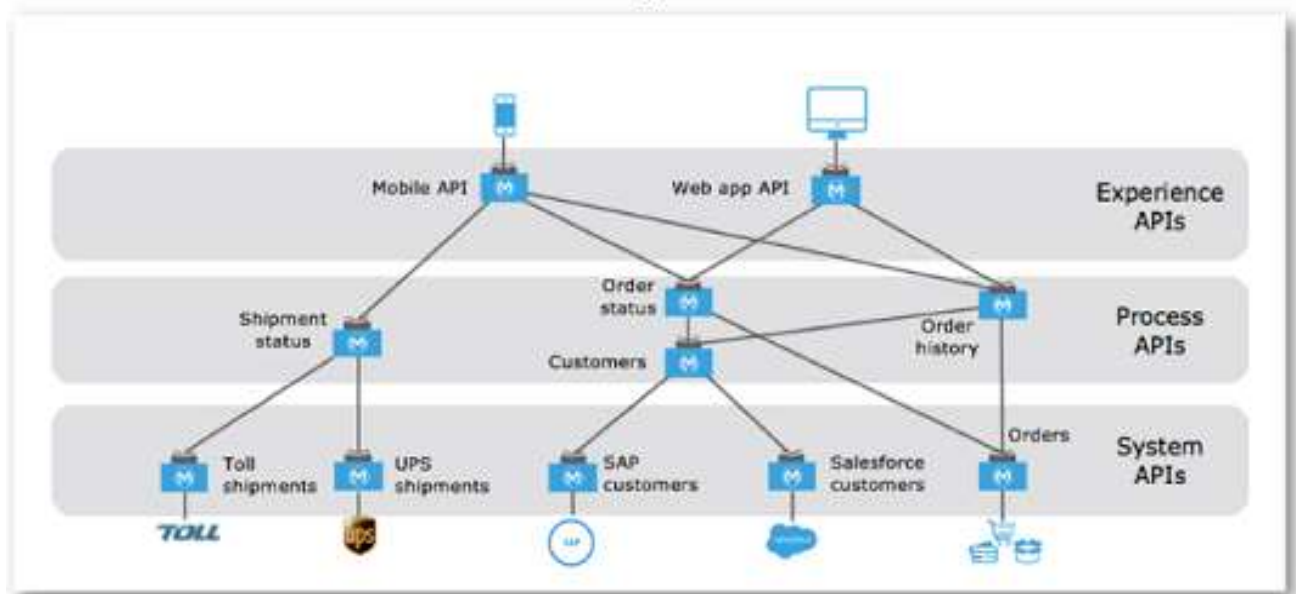 Mobile API
Web app API
Experience
APIs
Shipment
status
Order
status
Customers
Order
history
Process
APIs
Toll
shipments
UPS
shipments
SAP
customers
Salesforce
customers
Orders
System
APIs
TOLL
ups
SAP